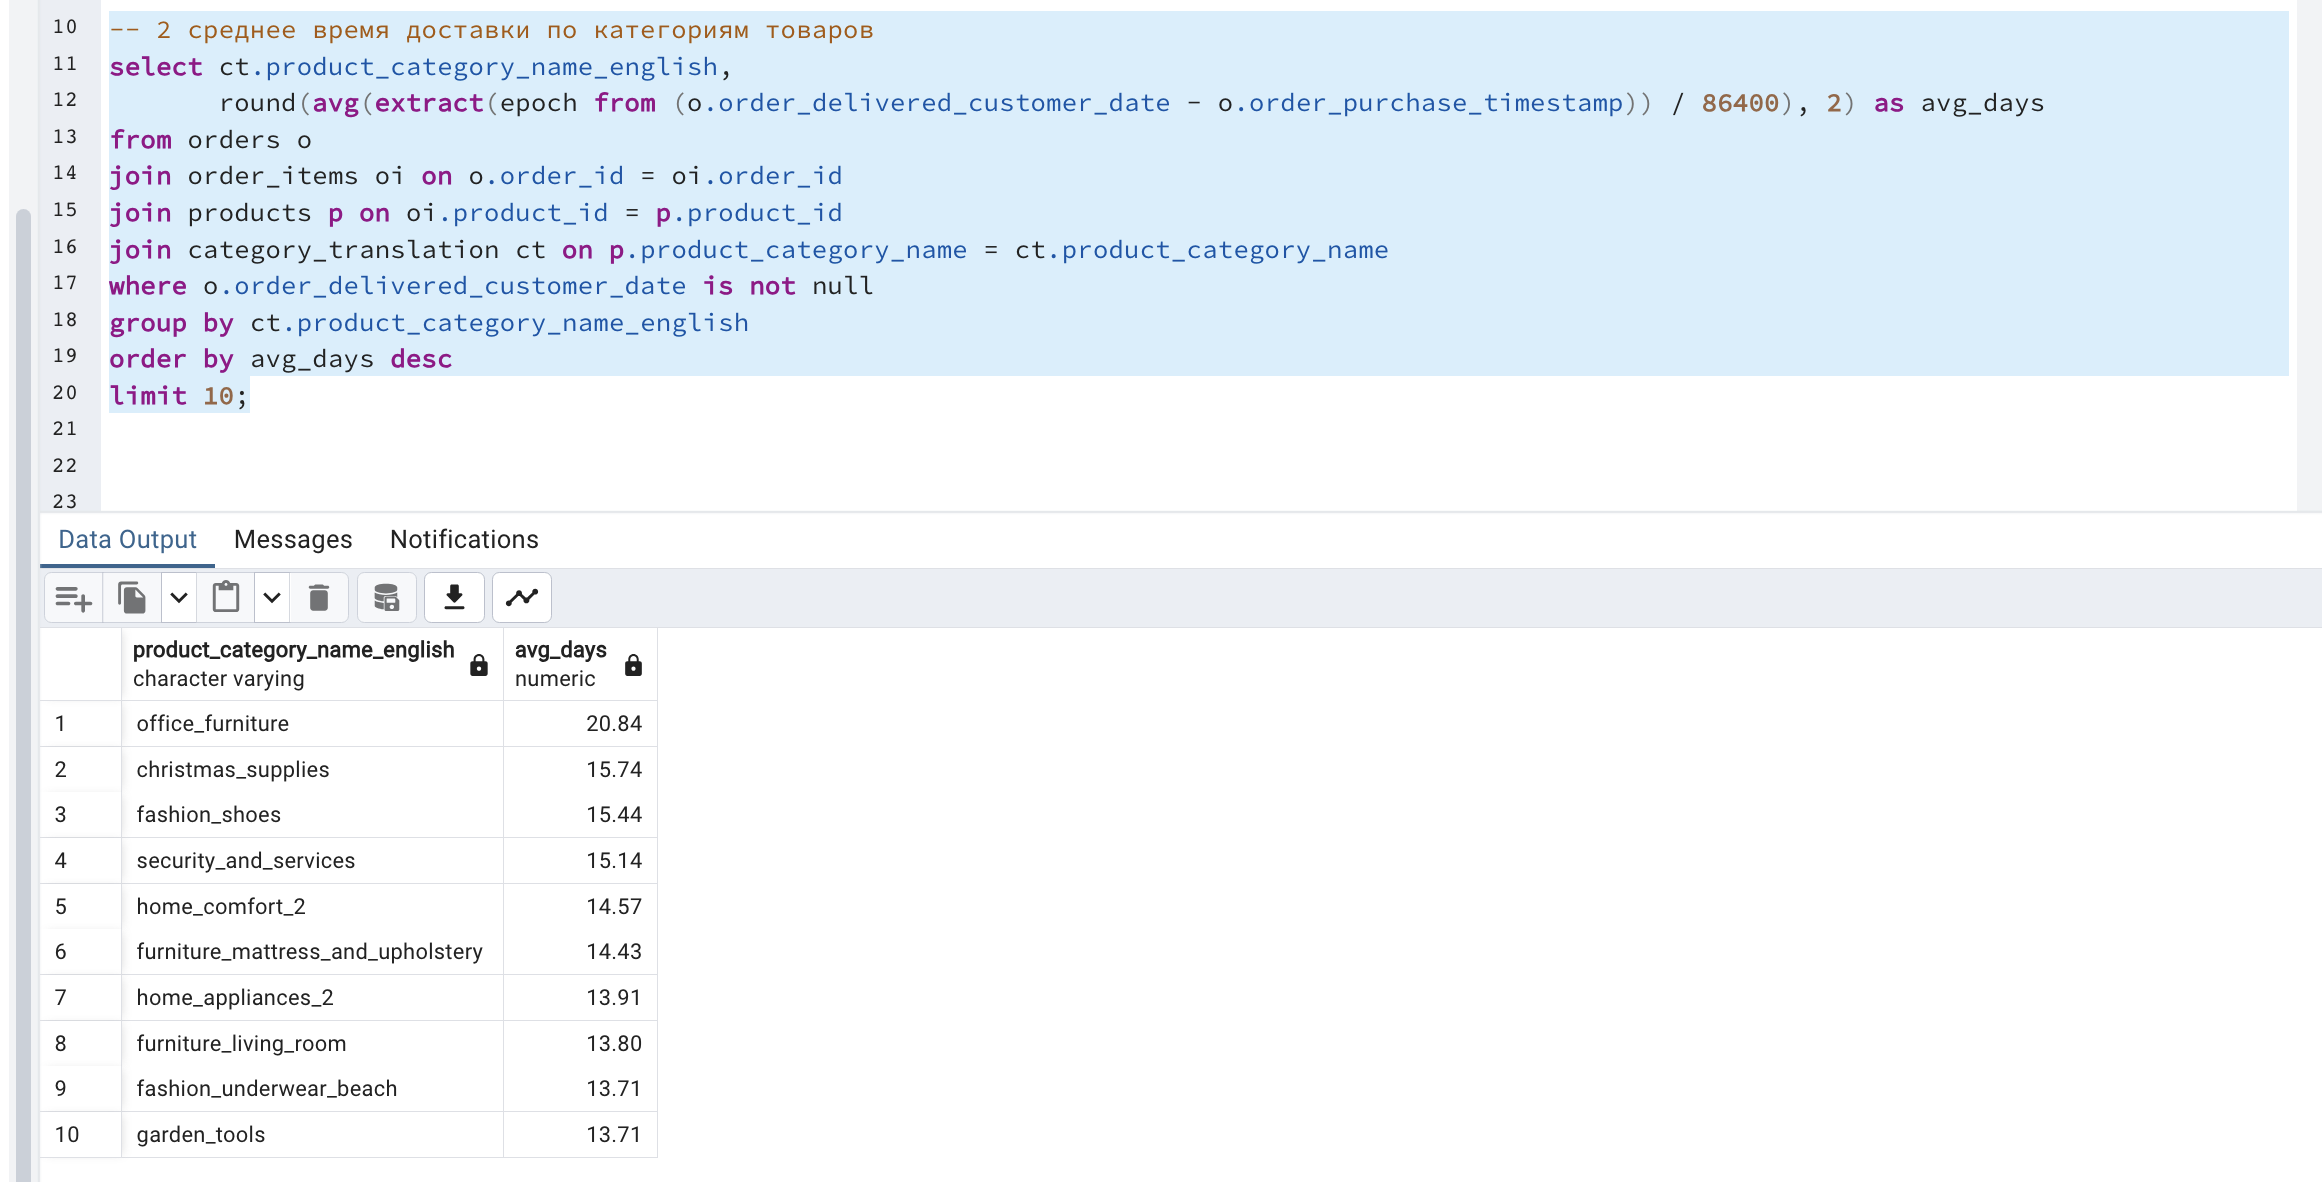 10 -- 2 среднее время доставки по категориям товаров
11 select ct.product_category_name_english,
12 round(avg(extract(epoch from (o.order_delivered_customer_date - o.order_purchase_timestamp)) / 86400), 2) as avg_days
13 from orders o
14 join order_items oi on o.order_id = oi.order_id
15 join products p on oi.product_id = p.product_id
16 join category_translation ct on p.product_category_name = ct.product_category_name
17 where o.order_delivered_customer_date is not null
18 group by ct.product_category_name_english
19 order by avg_days desc
20 limit 10;
21
22
23
Data Output Messages Notifications
product_category_name_english avg_days
character varying numeric
1 office_furniture 20.84
2 christmas_supplies 15.74
3 fashion_shoes 15.44
4 security_and_services 15.14
5 home_comfort_2 14.57
6 furniture_mattress_and_upholstery 14.43
7 home_appliances_2 13.91
8 furniture_living_room 13.80
9 fashion_underwear_beach 13.71
10 garden_tools 13.71